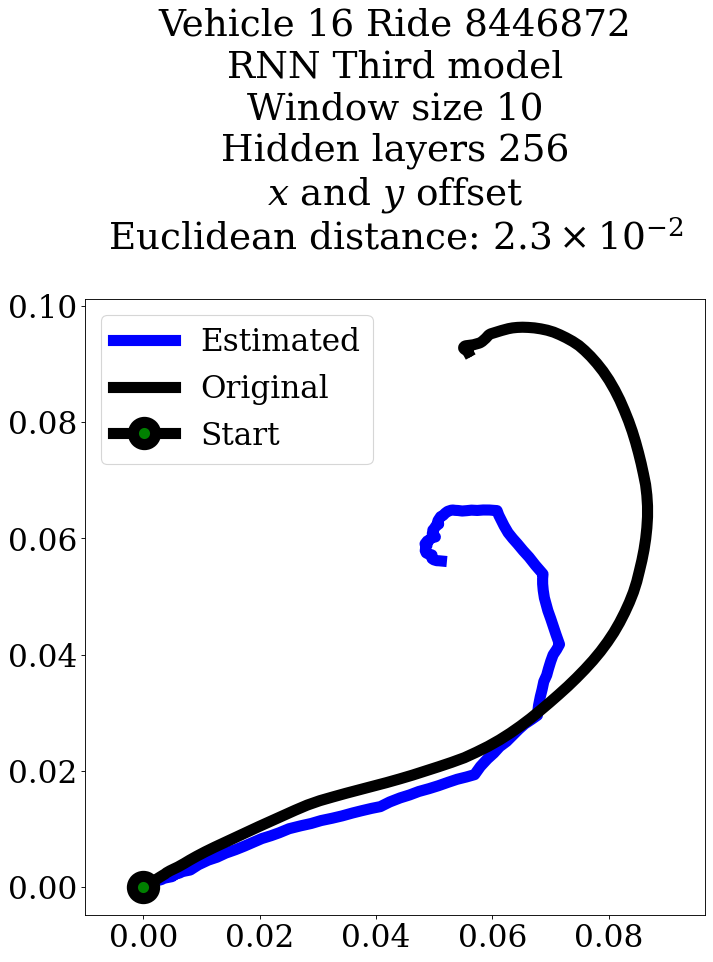 Vehicle 16 Ride 8446872
RNN Third model
Window size 10
Hidden layers 256
x and y offset
Euclidean distance: 2.3 × 10⁻²
0.10
Estimated
Original
0.08
Start
0.06
0.04
0.02
0.00
0.00 0.02 0.04 0.06 0.08